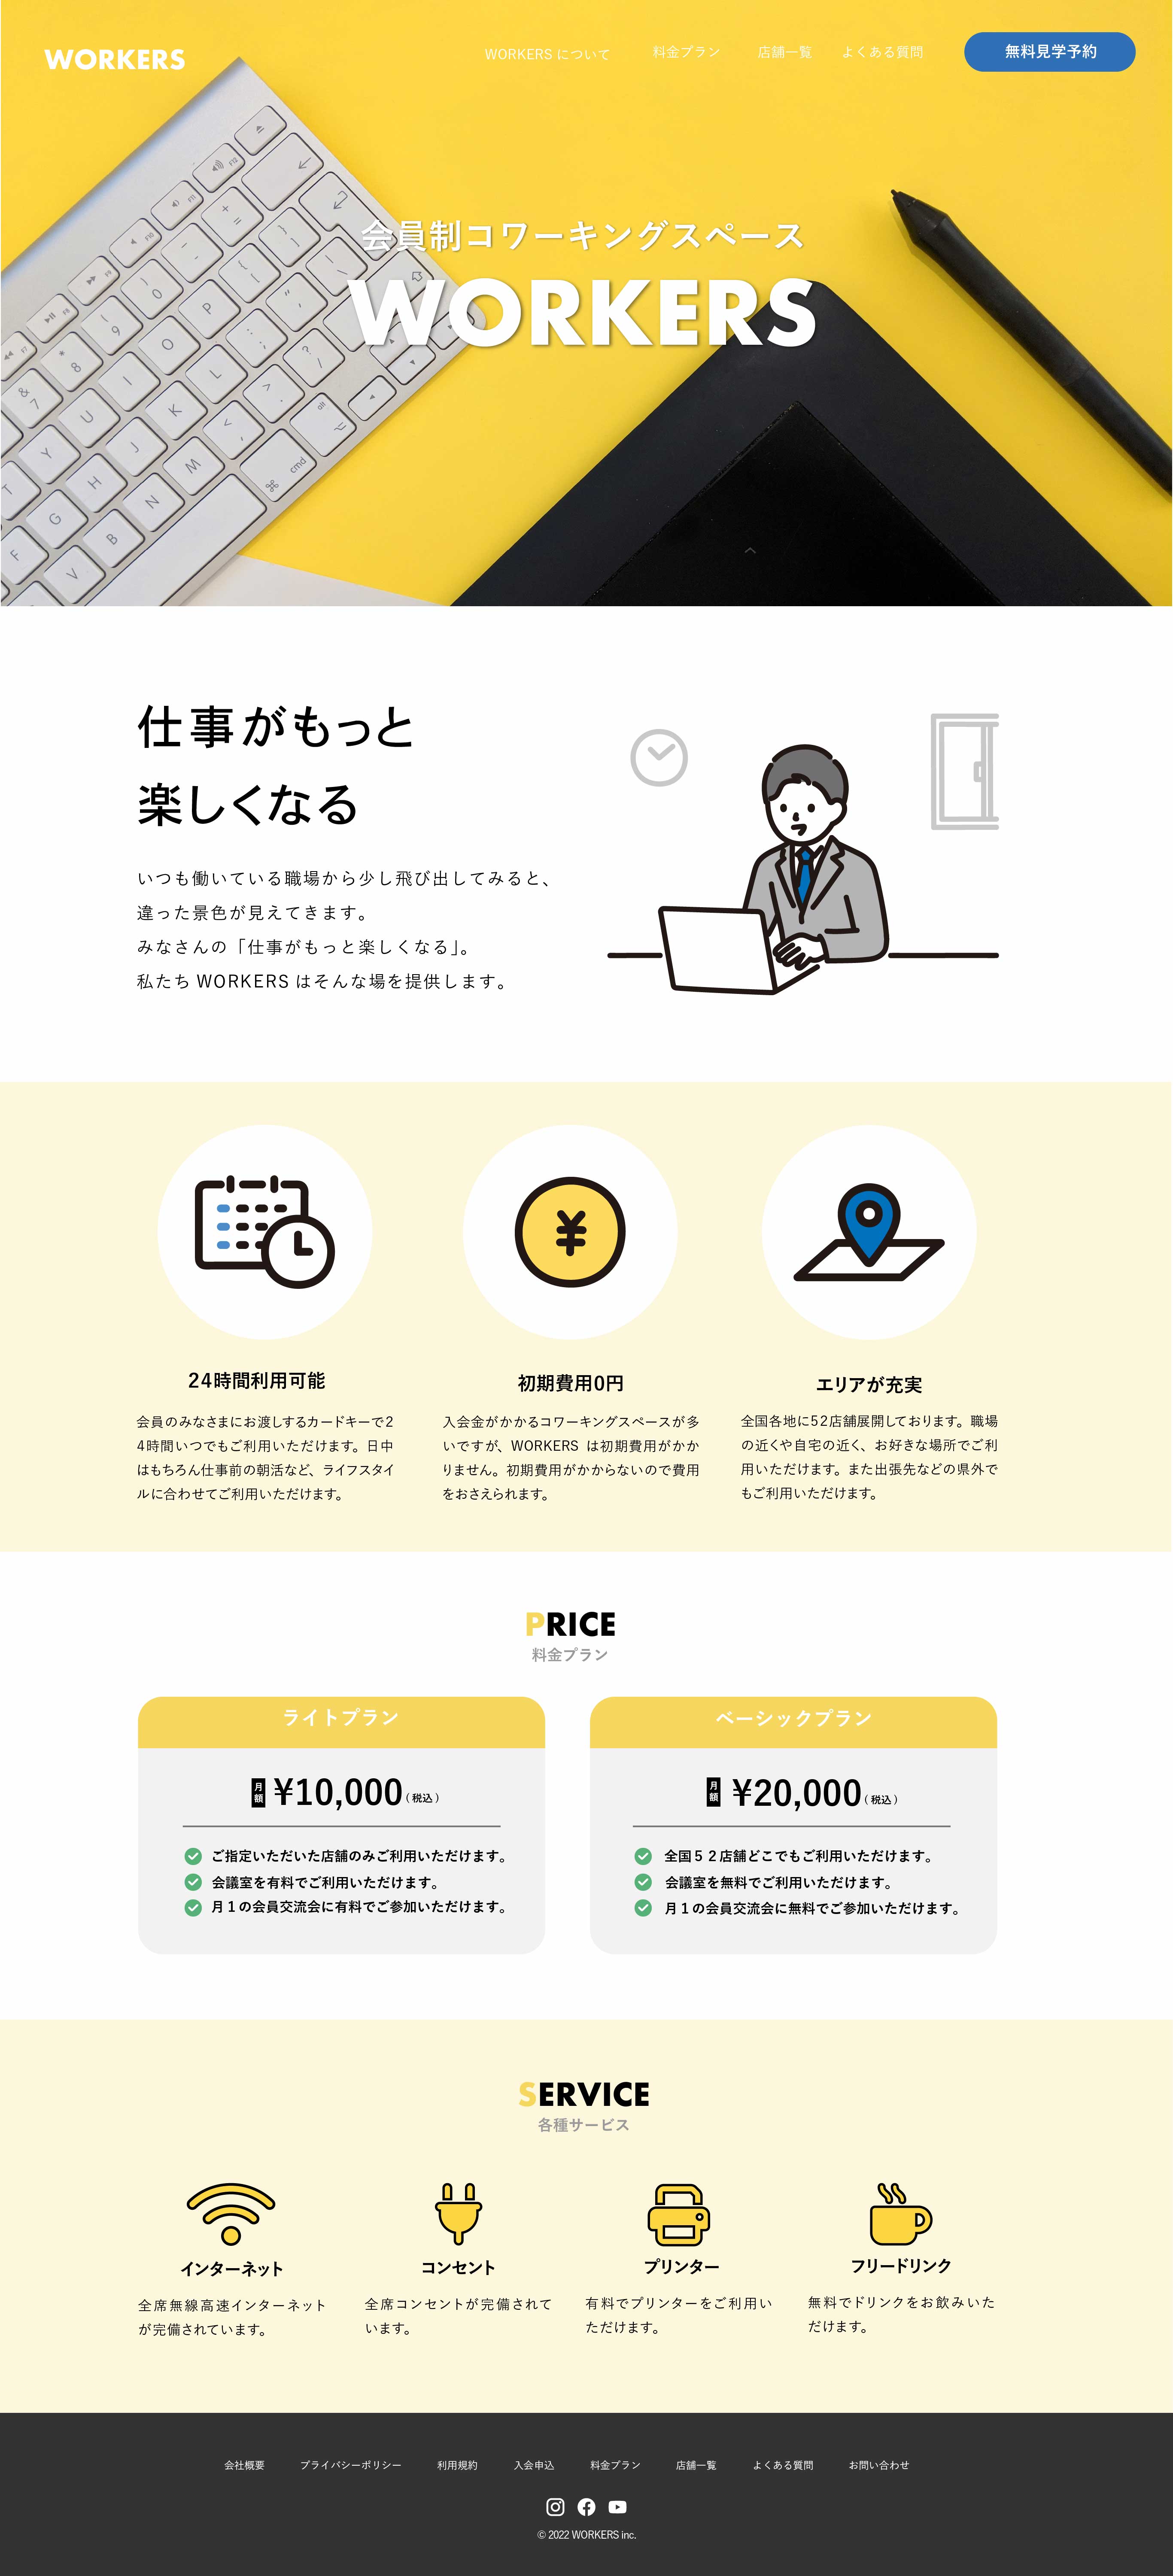 WORKERS
WORKERS について
料金プラン
店舗一覧
よくある質問
無料見学予約
会員制コワーキングスペース
WORKERS
仕事がもっと
楽しくなる
いつも働いている職場から少し飛び出してみると、
違った景色が見えてきます。
みなさんの「仕事がもっと楽しくなる」。
私たち WORKERS はそんな場を提供します。
24時間利用可能
会員のみなさまにお渡しするカードキーで2
4時間いつでもご利用いただけます。日中
はもちろん仕事前の朝活など、ライフスタイ
ルに合わせてご利用いただけます。
初期費用0円
入会金がかかるコワーキングスペースが多
いですが、WORKERS は初期費用がかか
りません。初期費用がかからないので費用
をおさえられます。
エリアが充実
全国各地に52店舗展開しております。職場
の近くや自宅の近く、お好きな場所でご利
用いただけます。また出張先などの県外で
もご利用いただけます。
PRICE
料金プラン
ライトプラン
月額 ¥10,000(税込)
ご指定いただいた店舗のみご利用いただけます。
会議室を有料でご利用いただけます。
月１の会員交流会に有料でご参加いただけます。
ベーシックプラン
月額 ¥20,000(税込)
全国５２店舗どこでもご利用いただけます。
会議室を無料でご利用いただけます。
月１の会員交流会に無料でご参加いただけます。
SERVICE
各種サービス
インターネット
全席無線高速インターネット
が完備されています。
コンセント
全席コンセントが完備されて
います。
プリンター
有料でプリンターをご利用い
ただけます。
フリードリンク
無料でドリンクをお飲みいた
だけます。
会社概要
プライバシーポリシー
利用規約
入会申込
料金プラン
店舗一覧
よくある質問
お問い合わせ
© 2022 WORKERS inc.